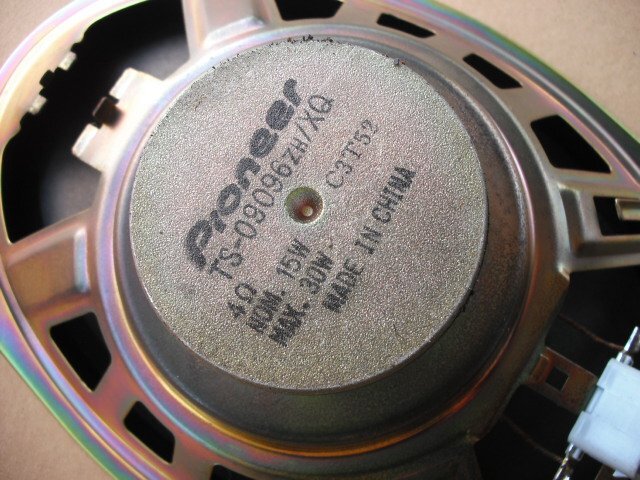 Pioneer
TS-09096ZH/XQ
C3T52
4Ω
NOM. 15W
MAX. 30W.
MADE IN CHINA